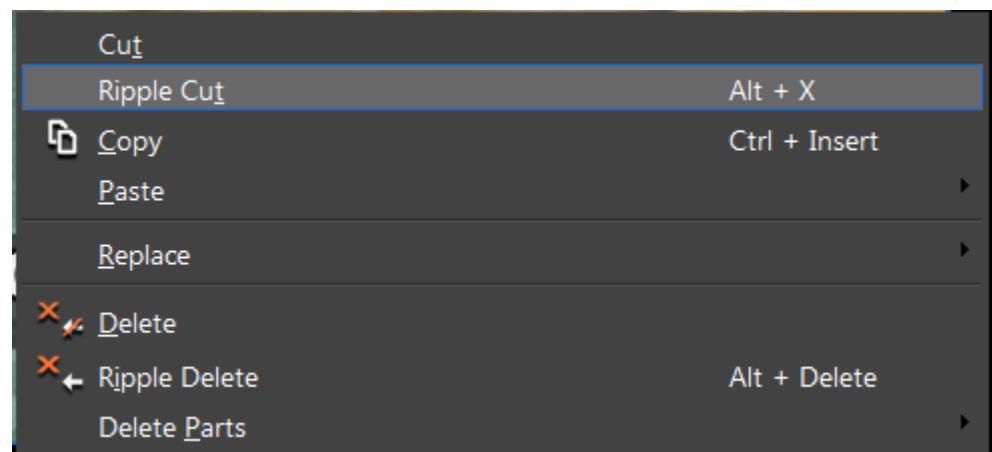 Cut
Ripple Cut Alt + X
Copy Ctrl + Insert
Paste
Replace
Delete
Ripple Delete Alt + Delete
Delete Parts